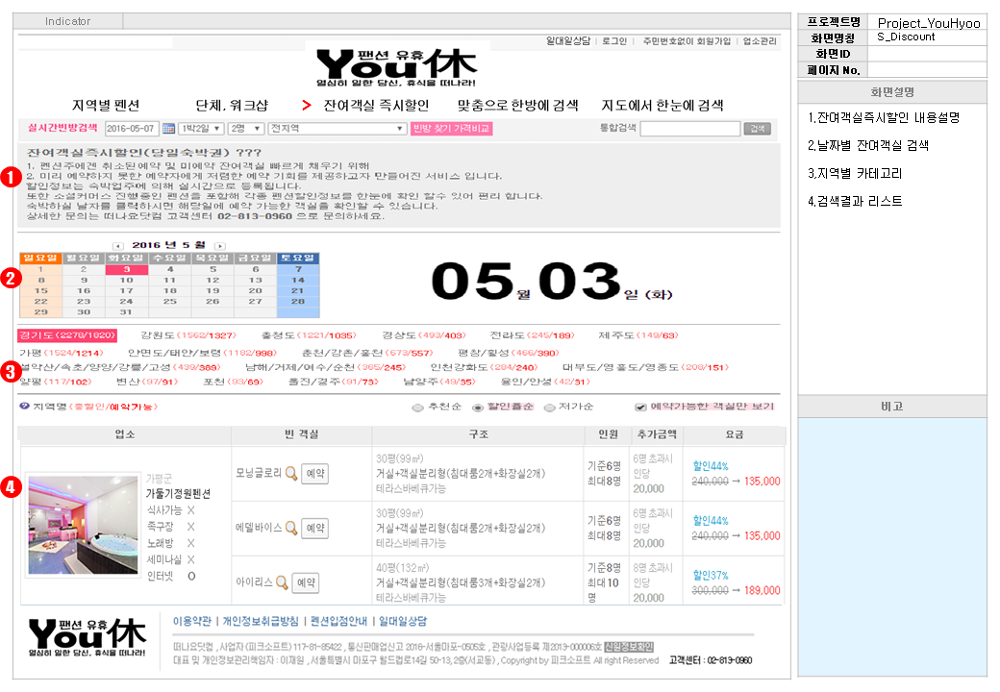 Indicator
일대일상담 | 로그인 | 주민번호없이 회원가입 | 업소관리
You 팬션 유휴 休
열심히 일한 당신, 휴식을 떠나라!
지역별 펜션 단체, 워크샵 > 잔여객실 즉시할인 맞춤으로 한방에 검색 지도에서 한눈에 검색
실시간빈방검색 2016-05-07 1박2일 2명 전지역 빈방 찾기 가격비교 통합검색 검색
1
잔여객실즉시할인(당일숙박권) ???
1. 펜션주에겐 취소된예약 및 미예약 잔여객실 빠르게 채우기 위해
2. 미리 예약하지 못한 예약자에게 저렴한 예약 기회를 제공하고자 만들어진 서비스 입니다.
할인정보는 숙박업주에 의해 실시간으로 등록됩니다.
또한 소셜커머스 진행중인 펜션을 포함해 각종 펜션할인정보를 한눈에 확인 할수 있어 편리 합니다.
숙박하실 날자를 클릭하시면 해당일에 예약 가능한 객실을 확인할 수 있습니다.
상세한 문의는 떠나요닷컴 고객센터 02-813-0960 으로 문의하세요.
2
2016 년 5 월
일요일 월요일 화요일 수요일 목요일 금요일 토요일
1 2 3 4 5 6 7
8 9 10 11 12 13 14
15 16 17 18 19 20 21
22 23 24 25 26 27 28
29 30 31
05월 03일 (화)
3
경기도(2278/1820) 강원도(1562/1327) 충청도(1221/1035) 경상도(493/403) 전라도(245/189) 제주도(149/63)
가평(1524/1214) 안면도/태안/보령(1182/998) 춘천/강촌/홍천(673/557) 평창/횡성(466/390)
설악산/속초/양양/강릉/고성(439/389) 남해/거제/여수/순천(365/245) 인천강화도(284/240) 대부도/영흥도/영종도(208/151)
양평(117/102) 변산(97/91) 포천(93/69) 옹진/경주(91/73) 남양주(49/35) 용인/안성(42/31)
지역명(총할인/예약가능) 추천순 할인율순 저가순 예약가능한 객실만 보기
업소 빈 객실 구조 인원 추가금액 요금
4
가평군
가둘기정원펜션
식사가능 X
족구장 X
노래방 X
세미나실 X
인터넷 O
모닝글로리 예약
30평(99㎡)
거실+객실분리형(침대룸2개+화장실2개)
테라스바베큐가능
기준6명
최대8명
6명 초과시
인당
20,000
할인44%
240,000 → 135,000
에델바이스 예약
30평(99㎡)
거실+객실분리형(침대룸2개+화장실2개)
테라스바베큐가능
기준6명
최대8명
6명 초과시
인당
20,000
할인44%
240,000 → 135,000
아이리스 예약
40평(132㎡)
거실+객실분리형(침대룸3개+화장실2개)
테라스바베큐가능
기준8명
최대10
명
8명 초과시
인당
20,000
할인37%
300,000 → 189,000
You 팬션 유휴 休
열심히 일한 당신, 휴식을 떠나라!
이용약관 | 개인정보취급방침 | 펜션입점안내 | 일대일상담
떠나요닷컴 , 사업자 (피크소프트) 117-81-85422 , 통신판매업신고 2016-서울마포-0505호 , 관광사업등록 제2013-000006호 신원정보확인
대표 및 개인정보관리책임자 : 이재일 , 서울특별시 마포구 월드컵로14길 50-13, 2층(서교동) , Copyright by 피크소프트 All right Reserved 고객센터 : 02-813-0960
프로젝트명 Project_YouHyoo
화면명칭 S_Discount
화면ID
페이지 No.
화면설명
1.잔여객실즉시할인 내용설명
2.날짜별 잔여객실 검색
3.지역별 카테고리
4.검색결과 리스트
비고